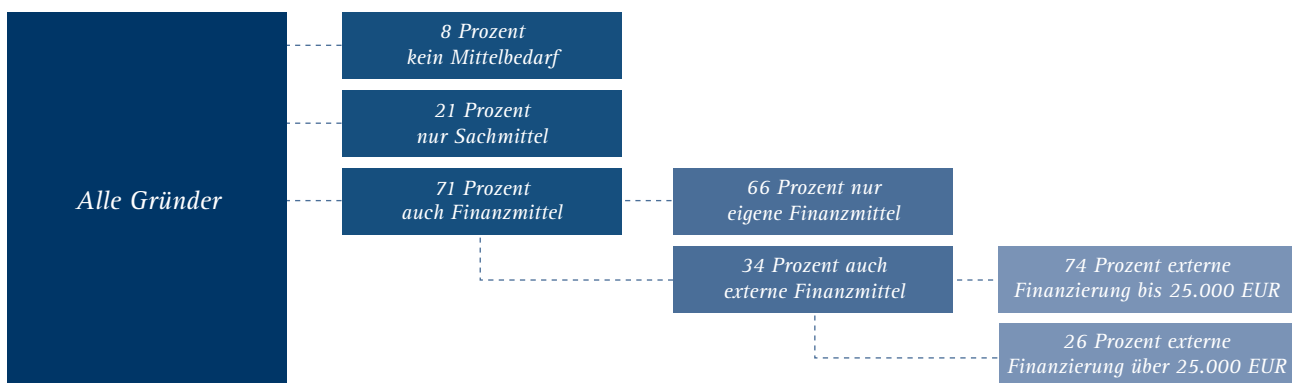 Alle Gründer
8 Prozent
kein Mittelbedarf
21 Prozent
nur Sachmittel
71 Prozent
auch Finanzmittel
66 Prozent nur
eigene Finanzmittel
34 Prozent auch
externe Finanzmittel
74 Prozent externe
Finanzierung bis 25.000 EUR
26 Prozent externe
Finanzierung über 25.000 EUR